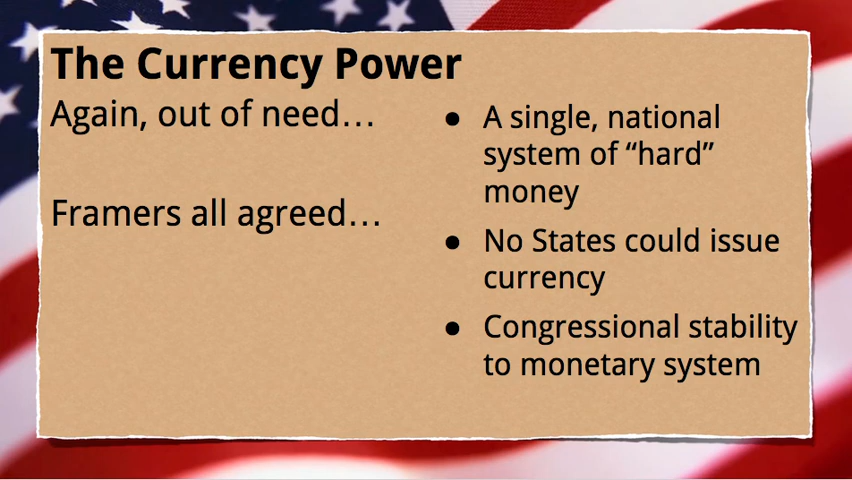 The Currency Power
Again, out of need…
Framers all agreed…
● A single, national
system of “hard”
money
● No States could issue
currency
● Congressional stability
to monetary system